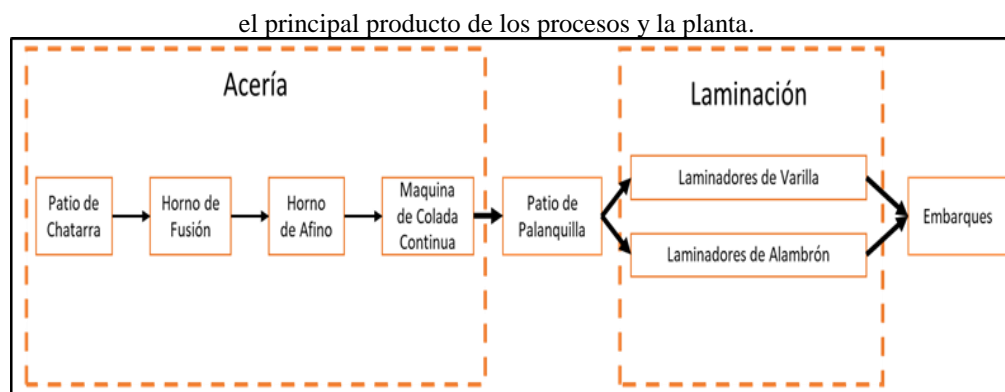 el principal producto de los procesos y la planta.
Acería
Laminación
Patio de
Chatarra
Horno de
Fusión
Horno
de Afino
Maquina
de Colada
Continua
Patio de
Palanquilla
Laminadores de Varilla
Laminadores de Alambrón
Embarques